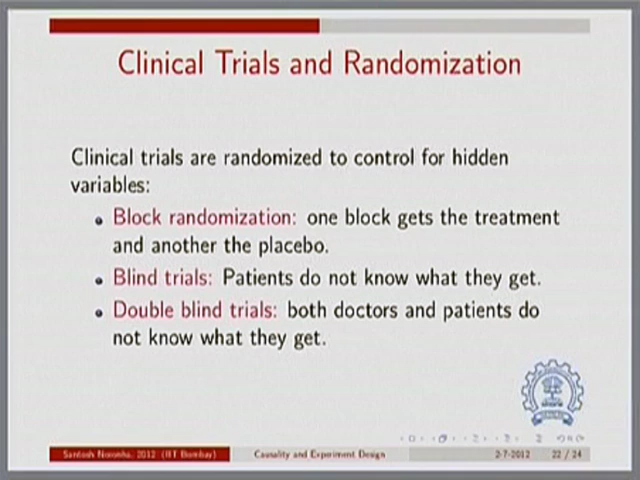 Clinical Trials and Randomization
Clinical trials are randomized to control for hidden
variables:
Block randomization: one block gets the treatment
and another the placebo.
Blind trials: Patients do not know what they get.
Double blind trials: both doctors and patients do
not know what they get.
Santosh Noronha, 2012 (IIT Bombay) Causality and Experiment Design 2-7-2012 22 / 24